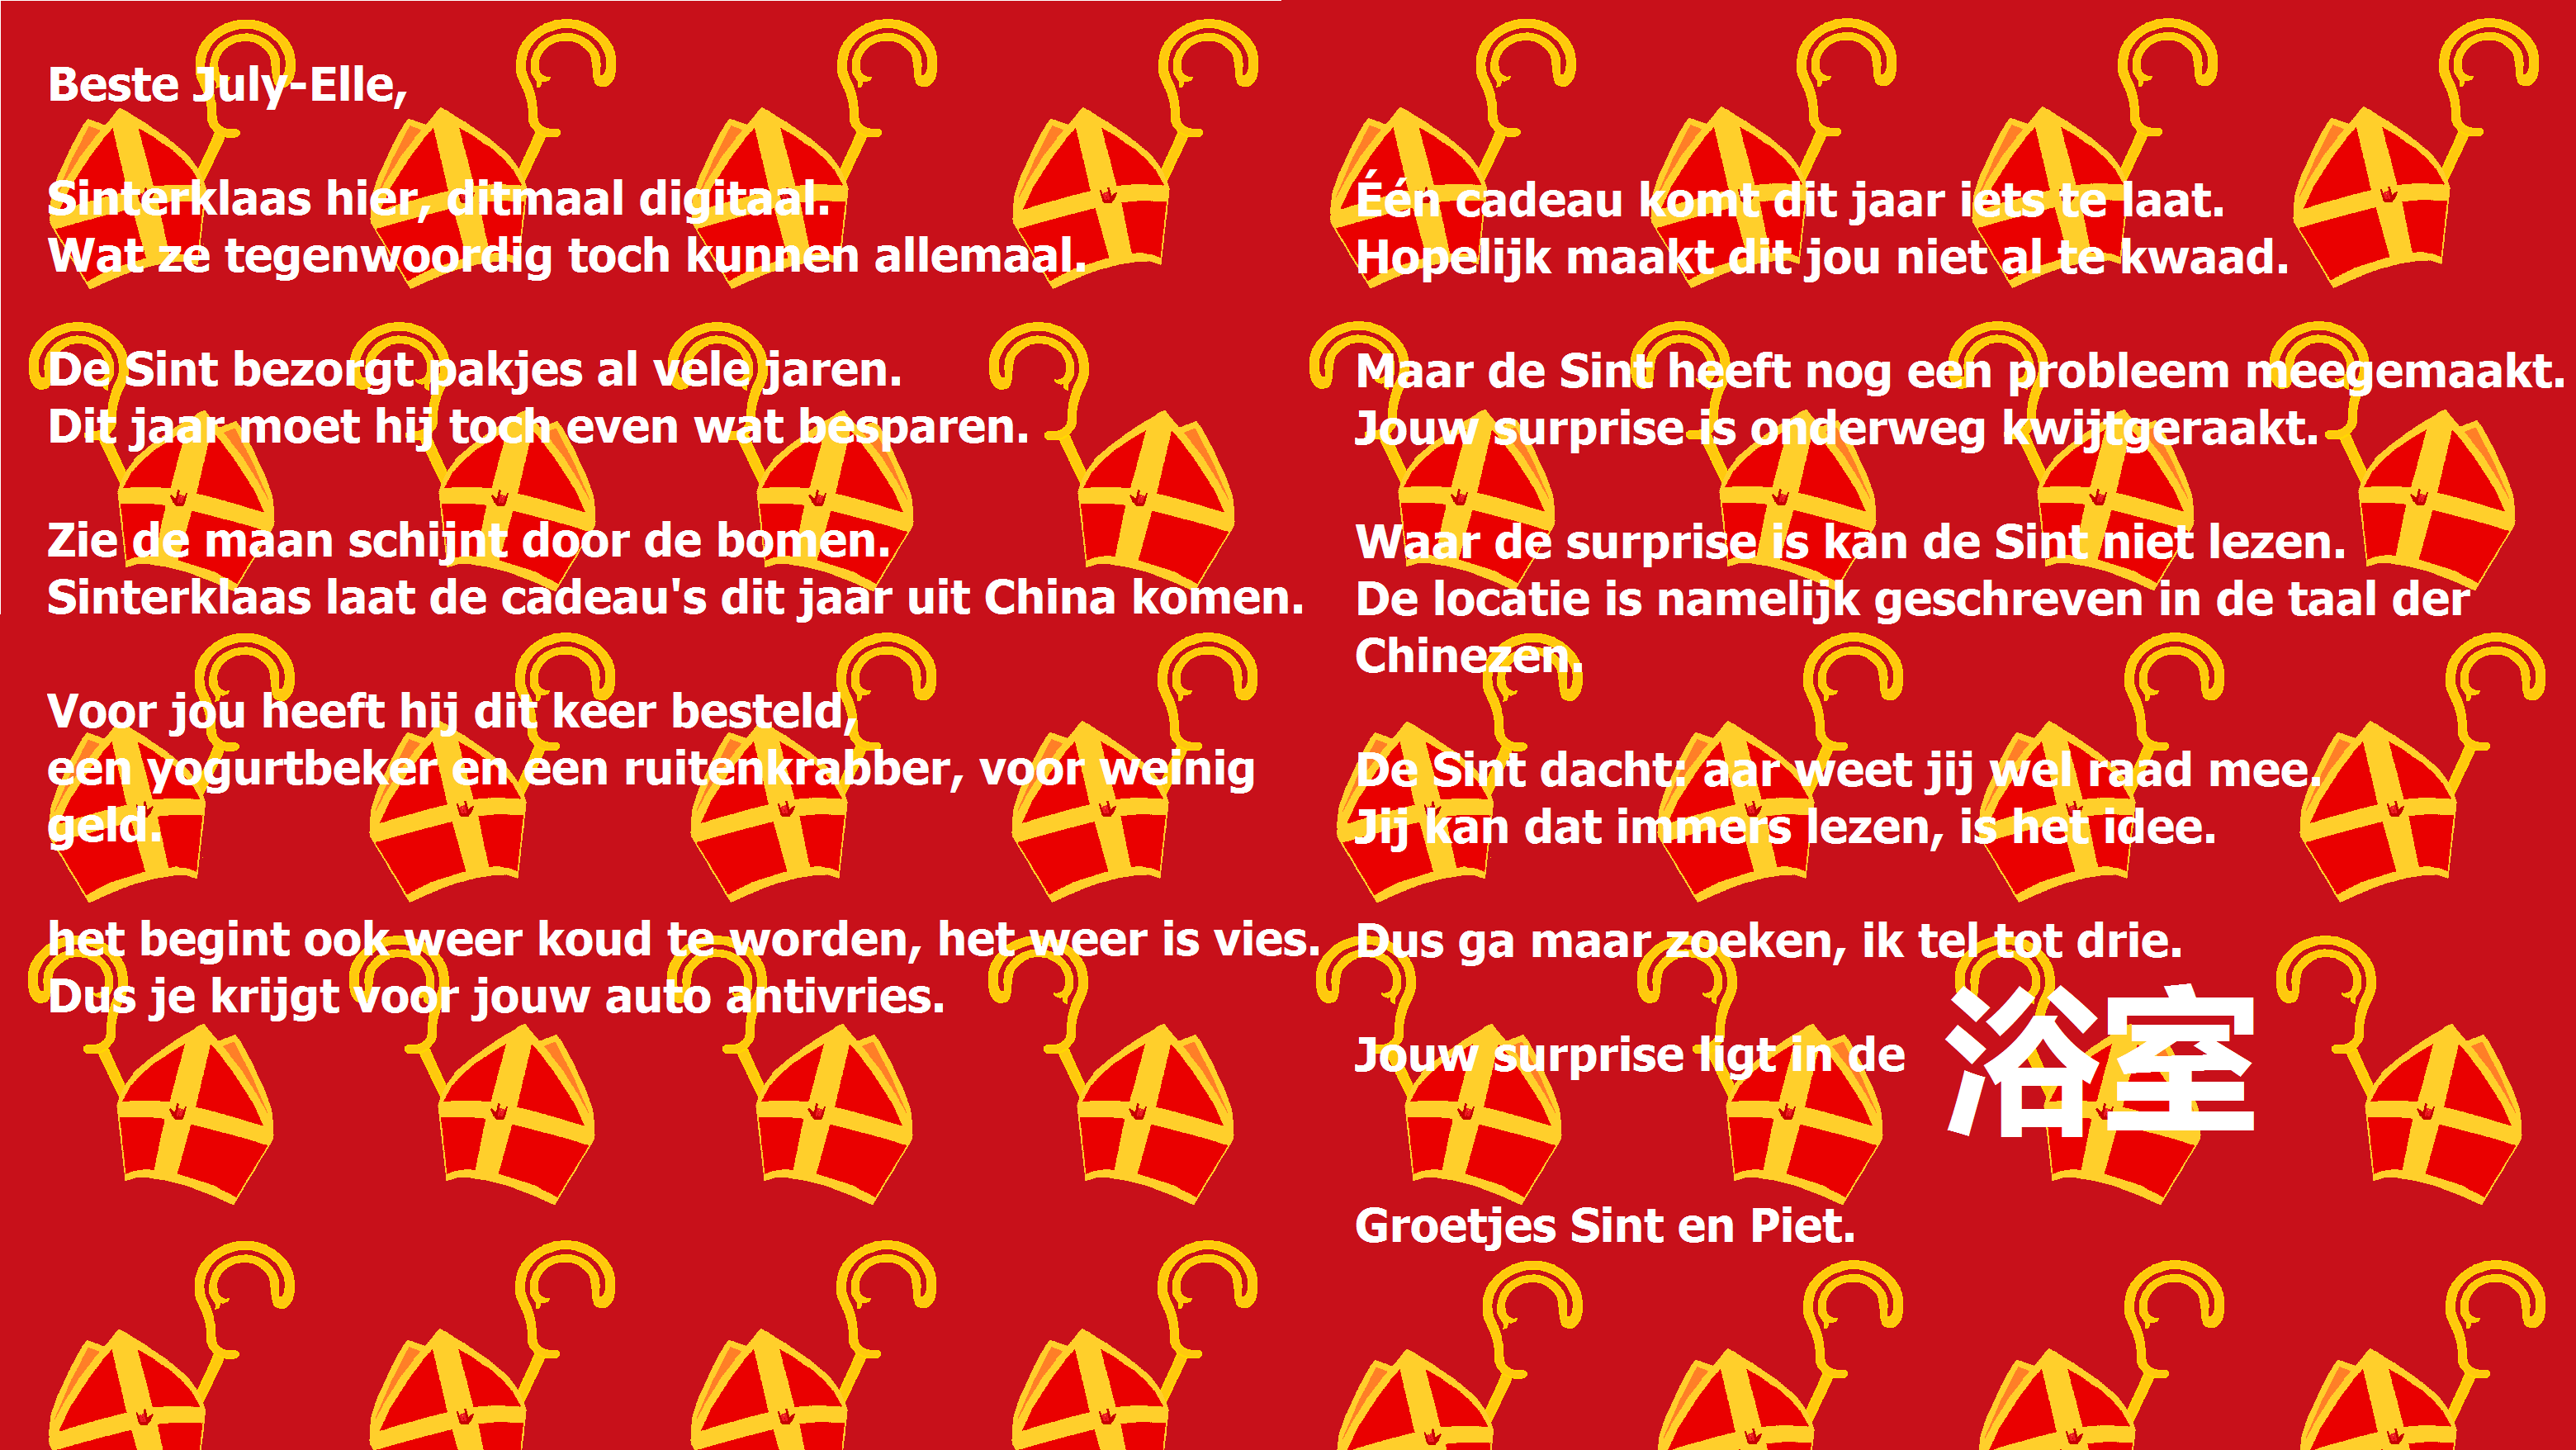 Beste July-Elle,
Sinterklaas hier, ditmaal digitaal.
Wat ze tegenwoordig toch kunnen allemaal.
De Sint bezorgt pakjes al vele jaren.
Dit jaar moet hij toch even wat besparen.
Zie de maan schijnt door de bomen.
Sinterklaas laat de cadeau's dit jaar uit China komen.
Voor jou heeft hij dit keer besteld,
een yogurtbeker en een ruitenkrabber, voor weinig
geld.
het begint ook weer koud te worden, het weer is vies.
Dus je krijgt voor jouw auto antivries.
Één cadeau komt dit jaar iets te laat.
Hopelijk maakt dit jou niet al te kwaad.
Maar de Sint heeft nog een probleem meegemaakt.
Jouw surprise is onderweg kwijtgeraakt.
Waar de surprise is kan de Sint niet lezen.
De locatie is namelijk geschreven in de taal der
Chinezen.
De Sint dacht: aar weet jij wel raad mee.
Jij kan dat immers lezen, is het idee.
Dus ga maar zoeken, ik tel tot drie.
Jouw surprise ligt in de 浴室
Groetjes Sint en Piet.